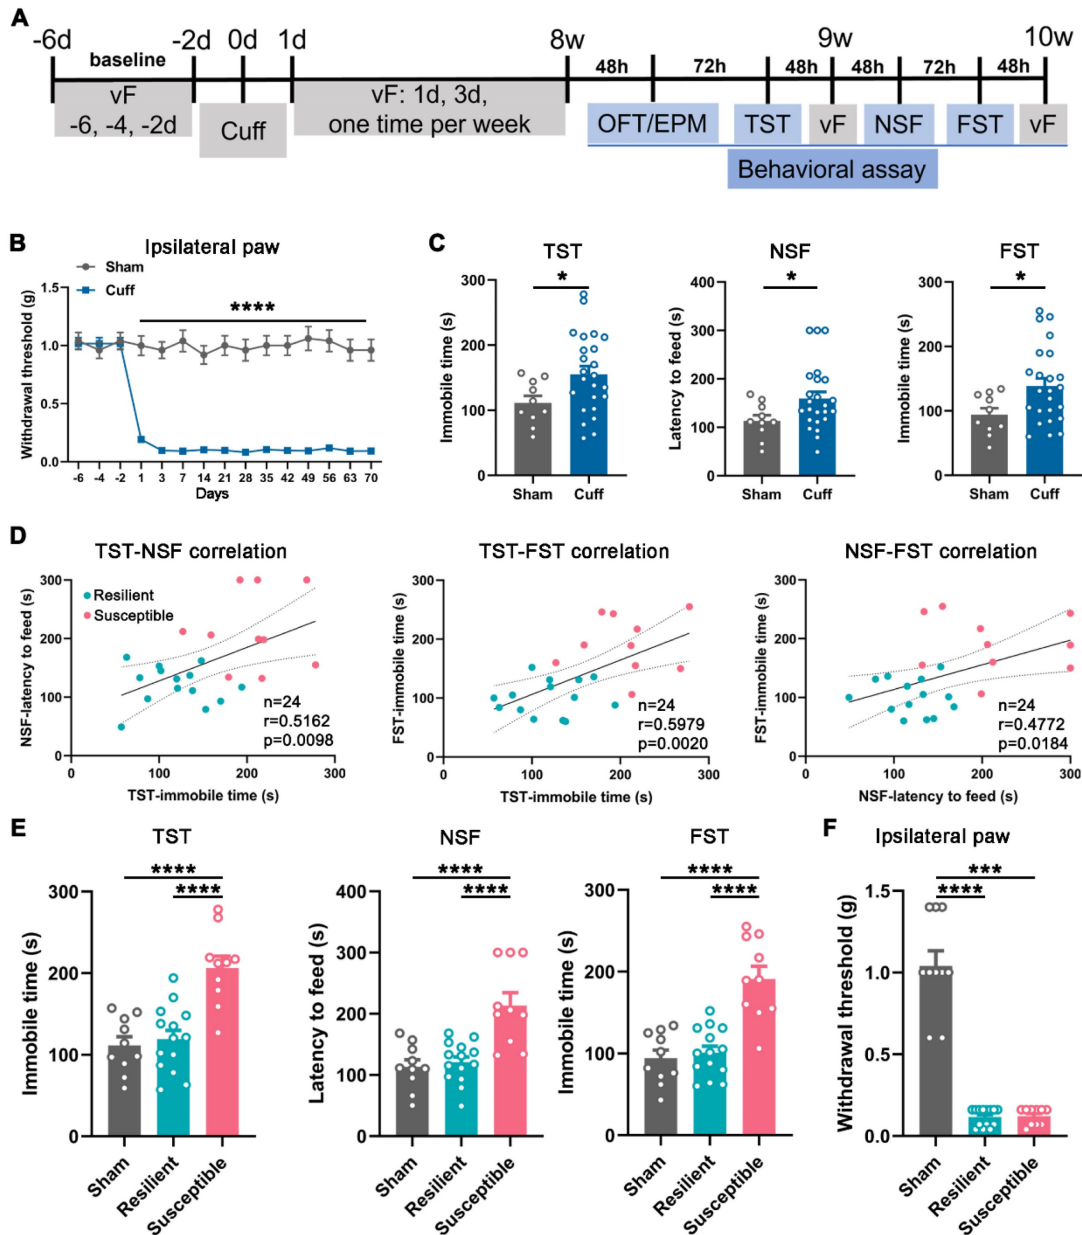 A
-6d -2d 0d 1d 8w 9w 10w
baseline 48h 72h 48h 48h 72h 48h
vF
-6, -4, -2d
Cuff
vF: 1d, 3d,
one time per week
OFT/EPM TST vF NSF FST vF
Behavioral assay
B
Ipsilateral paw
Sham
Cuff
Withdrawal threshold (g)
1.5
1.0
0.5
0.0
****
-6 -4 -2 1 3 7 14 21 28 35 42 49 56 63 70
Days
C
TST
*
Immobile time (s)
300
200
100
0
Sham Cuff
NSF
*
Latency to feed (s)
400
300
200
100
0
Sham Cuff
FST
*
Immobile time (s)
300
200
100
0
Sham Cuff
D
TST-NSF correlation
Resilient
Susceptible
NSF-latency to feed (s)
300
200
100
0
n=24
r=0.5162
p=0.0098
0 100 200 300
TST-immobile time (s)
TST-FST correlation
FST-immobile time (s)
300
200
100
0
n=24
r=0.5979
p=0.0020
0 100 200 300
TST-immobile time (s)
NSF-FST correlation
FST-immobile time (s)
300
200
100
0
n=24
r=0.4772
p=0.0184
0 100 200 300
NSF-latency to feed (s)
E
TST
****
****
Immobile time (s)
300
200
100
0
Sham Resilient Susceptible
NSF
****
****
Latency to feed (s)
400
300
200
100
0
Sham Resilient Susceptible
FST
****
****
Immobile time (s)
300
200
100
0
Sham Resilient Susceptible
F
Ipsilateral paw
***
****
Withdrawal threshold (g)
1.5
1.0
0.5
0.0
Sham Resilient Susceptible